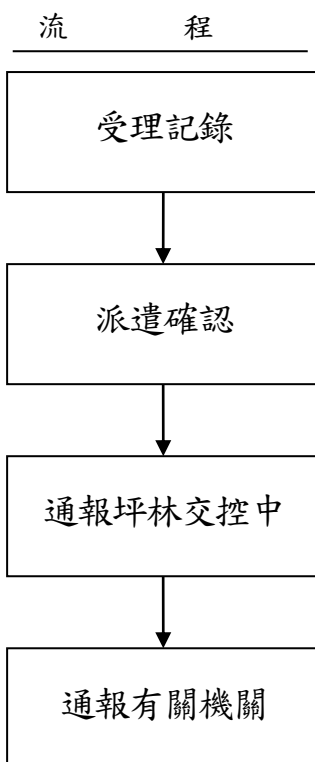 流 程
受理記錄
派遣確認
通報坪林交控中
通報有關機關